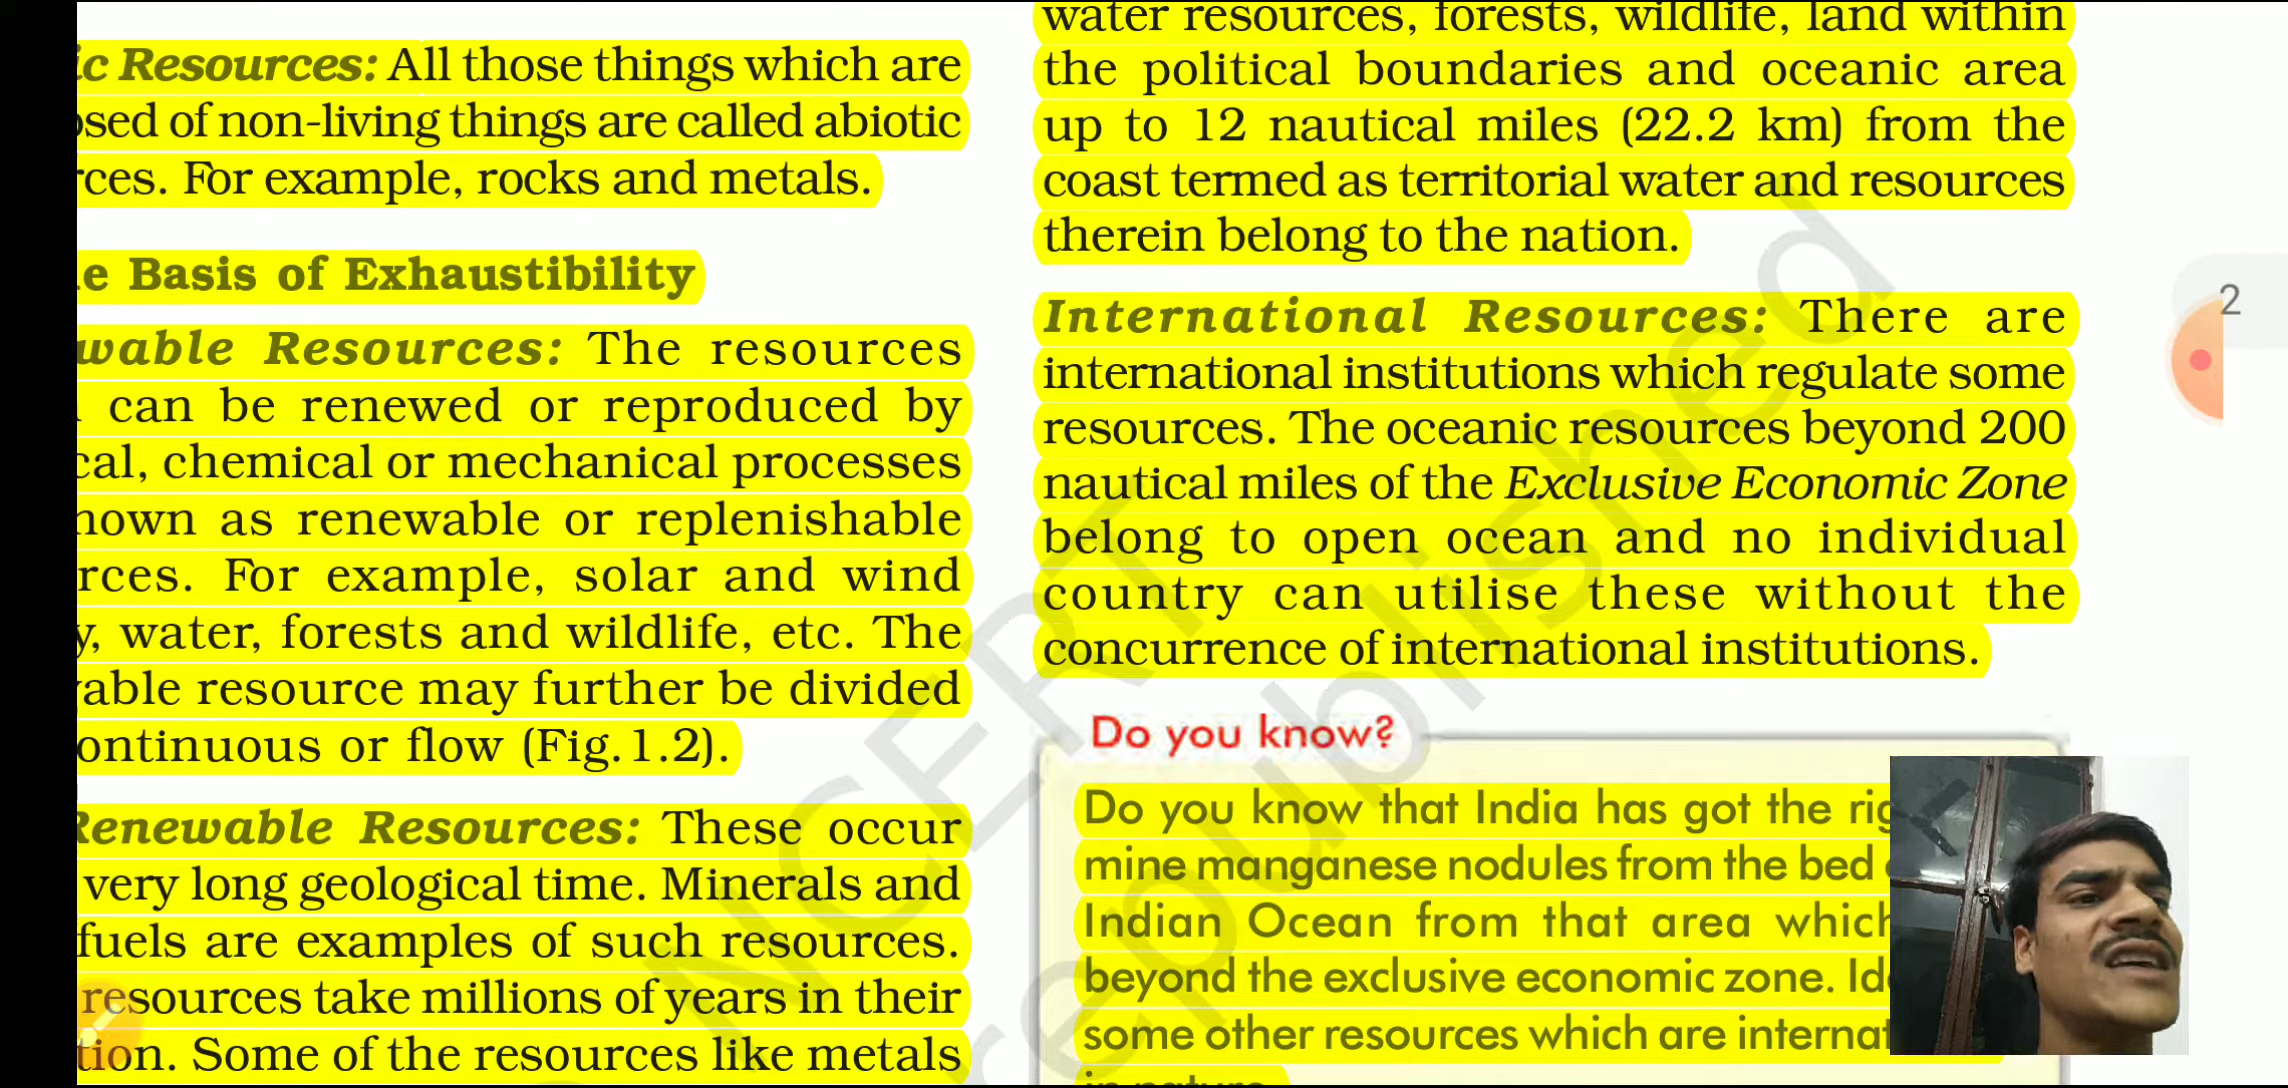 ic Resources: All those things which are
osed of non-living things are called abiotic
rces. For example, rocks and metals.
e Basis of Exhaustibility
wable Resources: The resources
can be renewed or reproduced by
cal, chemical or mechanical processes
nown as renewable or replenishable
rces. For example, solar and wind
y, water, forests and wildlife, etc. The
able resource may further be divided
ontinuous or flow (Fig.1.2).
Renewable Resources: These occur
very long geological time. Minerals and
fuels are examples of such resources.
resources take millions of years in their
tion. Some of the resources like metals
water resources, forests, wildlife, land within
the political boundaries and oceanic area
up to 12 nautical miles (22.2 km) from the
coast termed as territorial water and resources
therein belong to the nation.
International Resources: There are
international institutions which regulate some
resources. The oceanic resources beyond 200
nautical miles of the Exclusive Economic Zone
belong to open ocean and no individual
country can utilise these without the
concurrence of international institutions.
Do you know?
Do you know that India has got the rig
mine manganese nodules from the bed
Indian Ocean from that area which
beyond the exclusive economic zone. Id
some other resources which are internat
in nature.
2
NCERT
republished